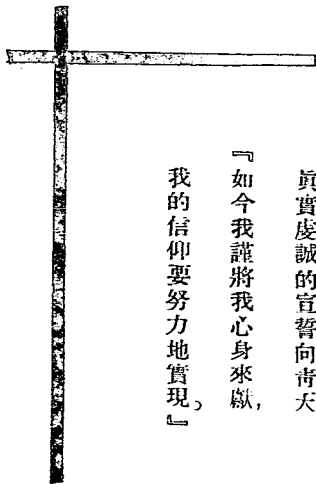 眞實虔誠的宣誓向青天
『如今我謹將我心身來獻，
我的信仰要努力地實現。』